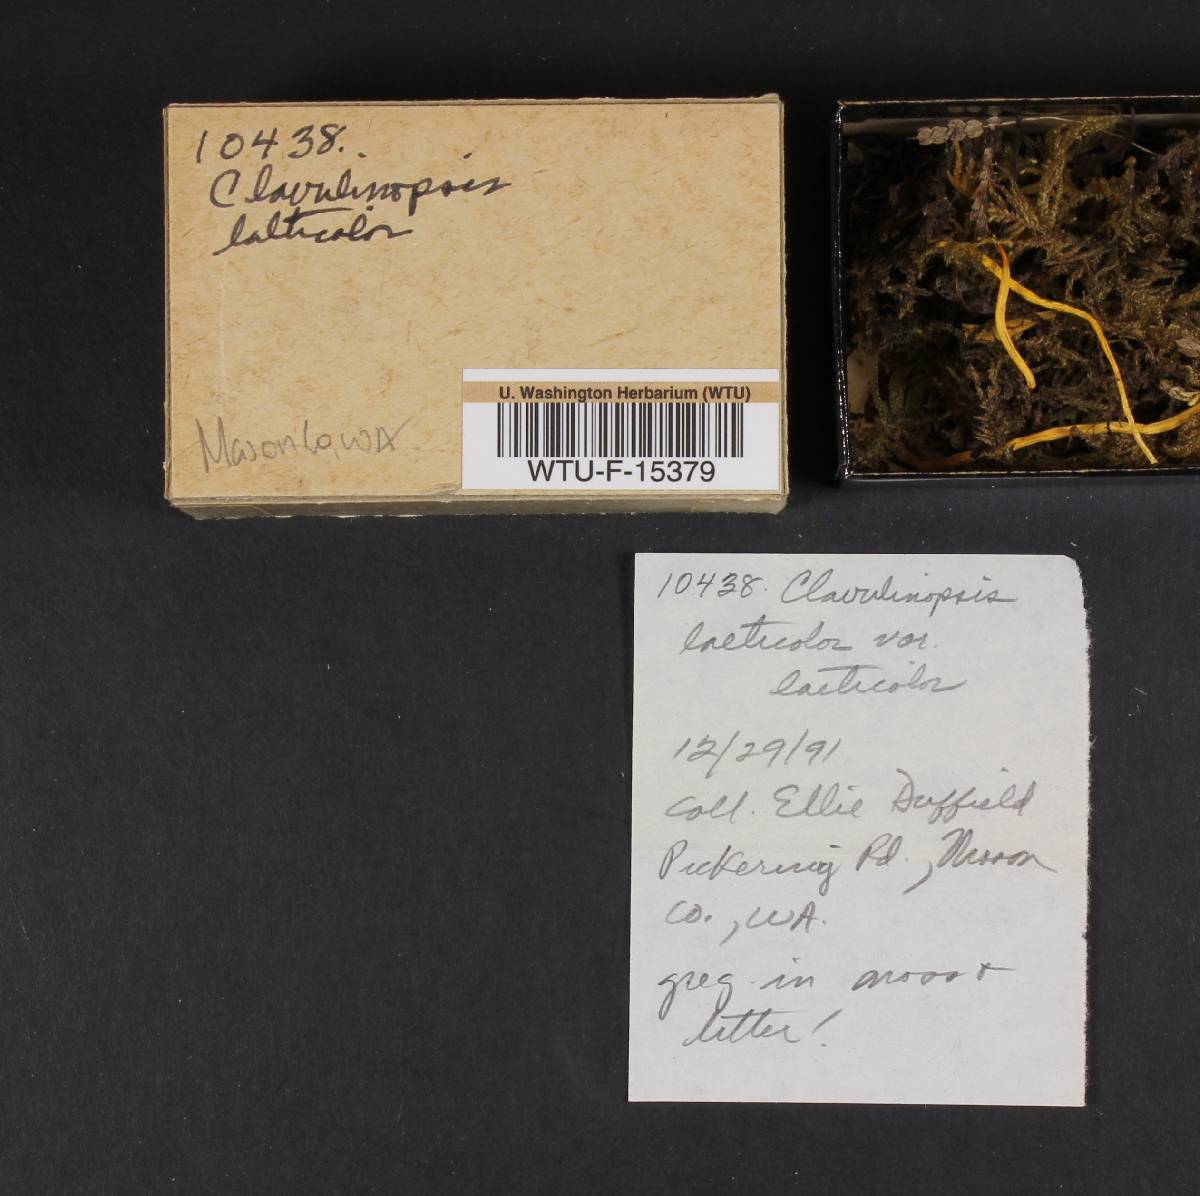 10438.
Clavulinopsis
laeticolor
Mason Co, WA
U. Washington Herbarium (WTU)
WTU-F-15379
10438. Clavulinopsis
laeticolor var.
laeticolor
12/29/91
Coll. Ellie Duffield
Pickering Rd., Mason
Co., WA.
greg. in moss &
litter!